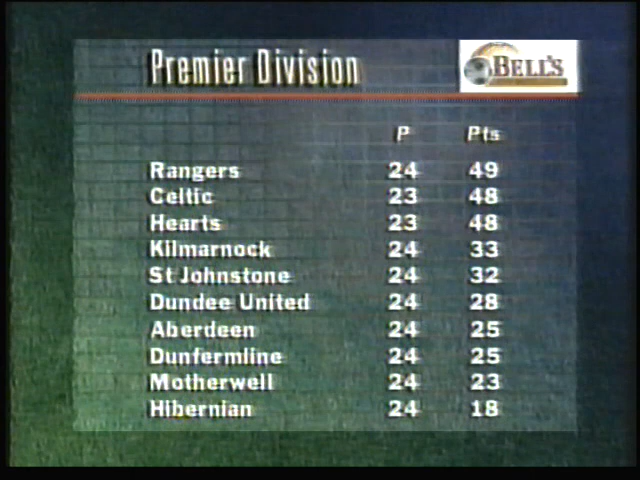 Premier Division
BELL'S
P Pts
Rangers 24 49
Celtic 23 48
Hearts 23 48
Kilmarnock 24 33
St Johnstone 24 32
Dundee United 24 28
Aberdeen 24 25
Dunfermline 24 25
Motherwell 24 23
Hibernian 24 18